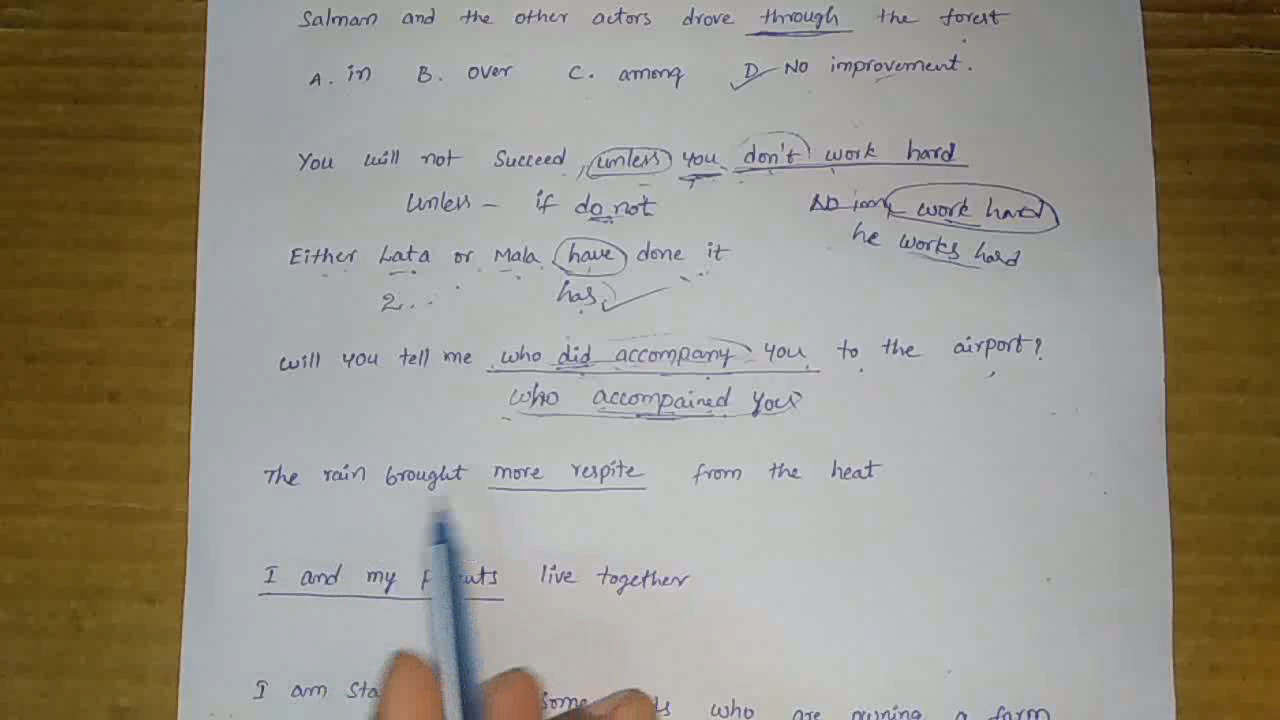 Salman and the other actors drove through the forest
A. in B. over C. among D. No improvement.
You will not Succeed, unless you don't work hard
Unless - if do not work hard
he works hard
Either Lata or Mala have done it
2.. has
will you tell me who did accompany you to the airport?
who accompained you
The rain brought more respite from the heat
I and my live together
I am who are owning a farm